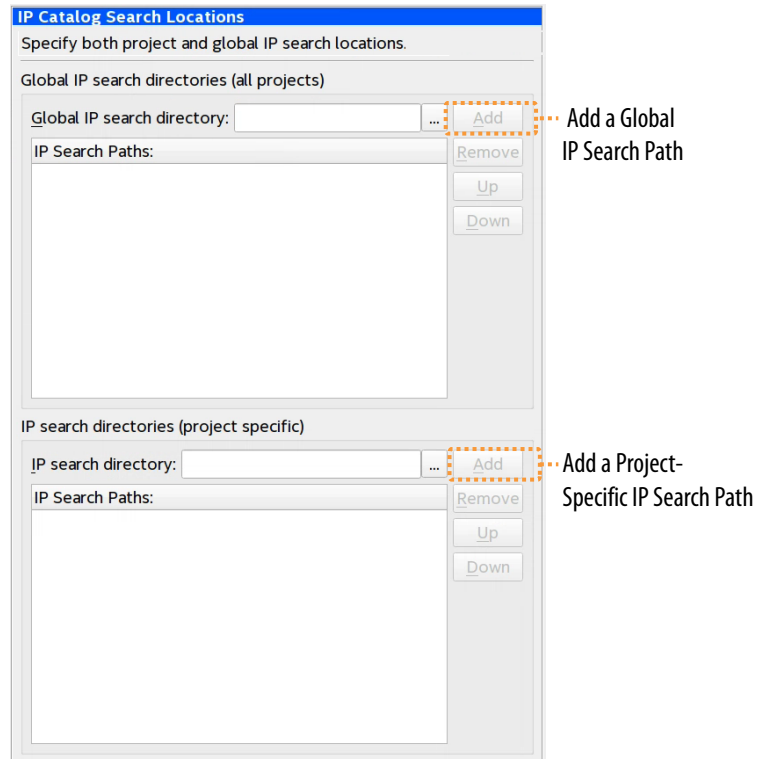 IP Catalog Search Locations
Specify both project and global IP search locations.
Global IP search directories (all projects)
Global IP search directory: ... Add
Add a Global
IP Search Path
IP Search Paths:
Remove
Up
Down
IP search directories (project specific)
IP search directory: ... Add
Add a Project-
Specific IP Search Path
IP Search Paths:
Remove
Up
Down